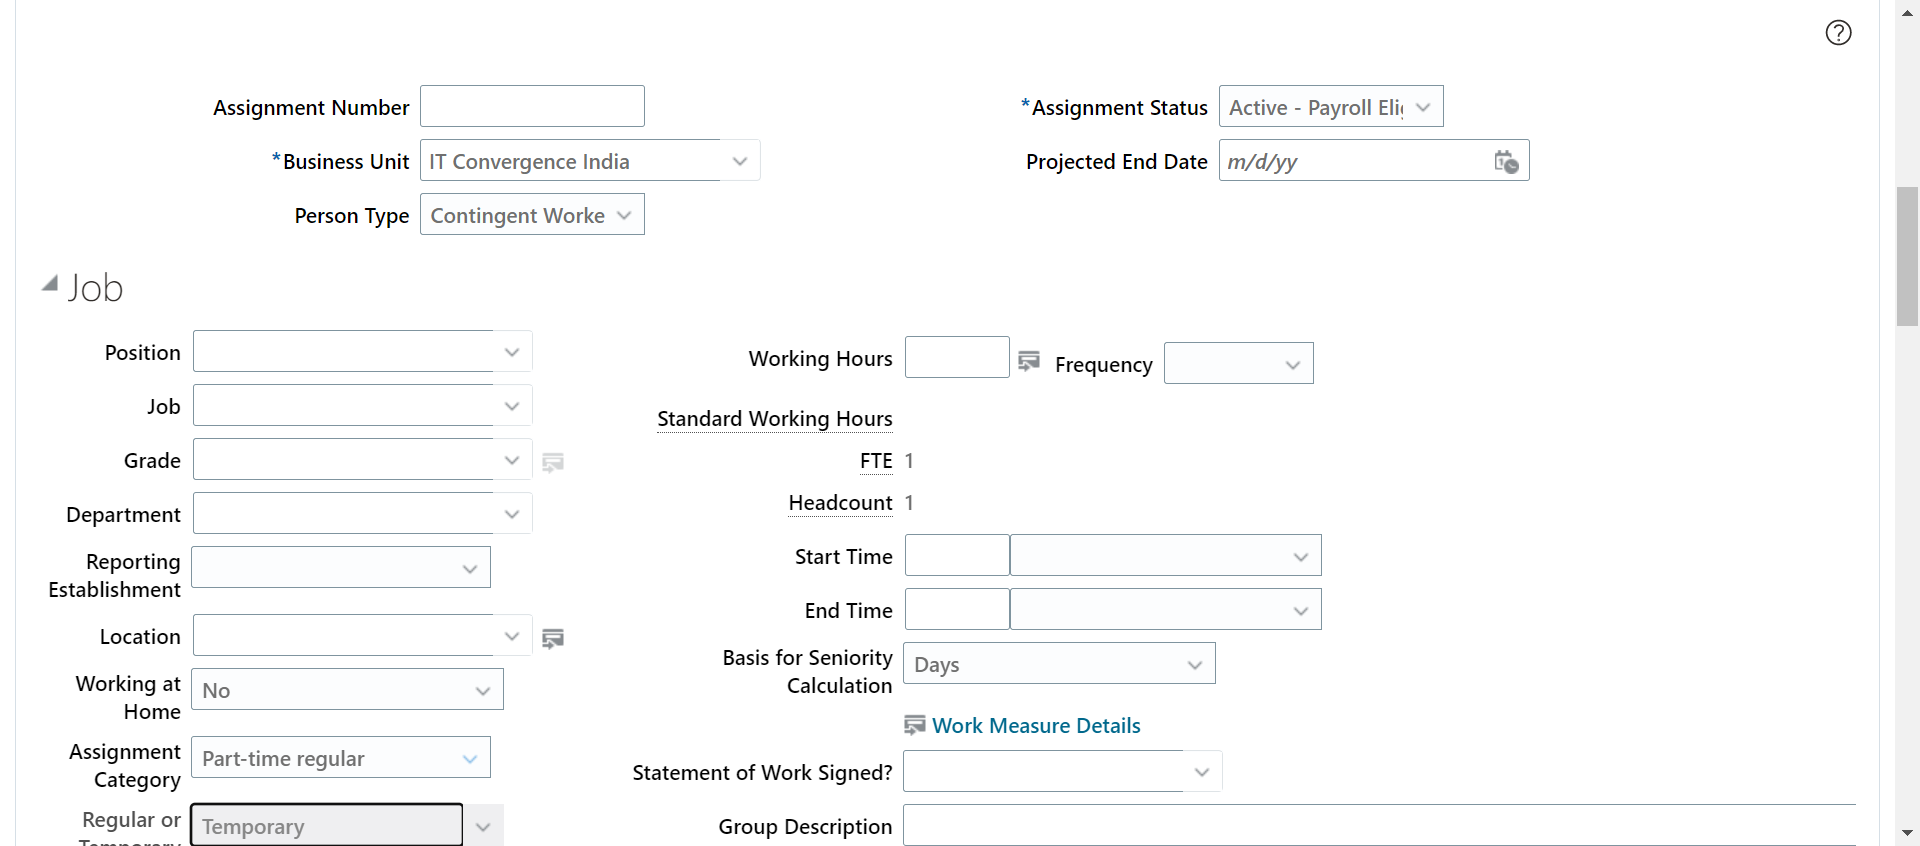 Assignment Number
*Assignment Status Active - Payroll Eli
*Business Unit IT Convergence India
Projected End Date m/d/yy
Person Type Contingent Worke
Job
Position
Working Hours
Frequency
Job
Standard Working Hours
Grade
FTE 1
Headcount 1
Department
Reporting
Establishment
Start Time
End Time
Location
Basis for Seniority
Calculation
Days
Working at
Home
No
Work Measure Details
Assignment
Category
Part-time regular
Statement of Work Signed?
Regular or
Temporary
Temporary
Group Description